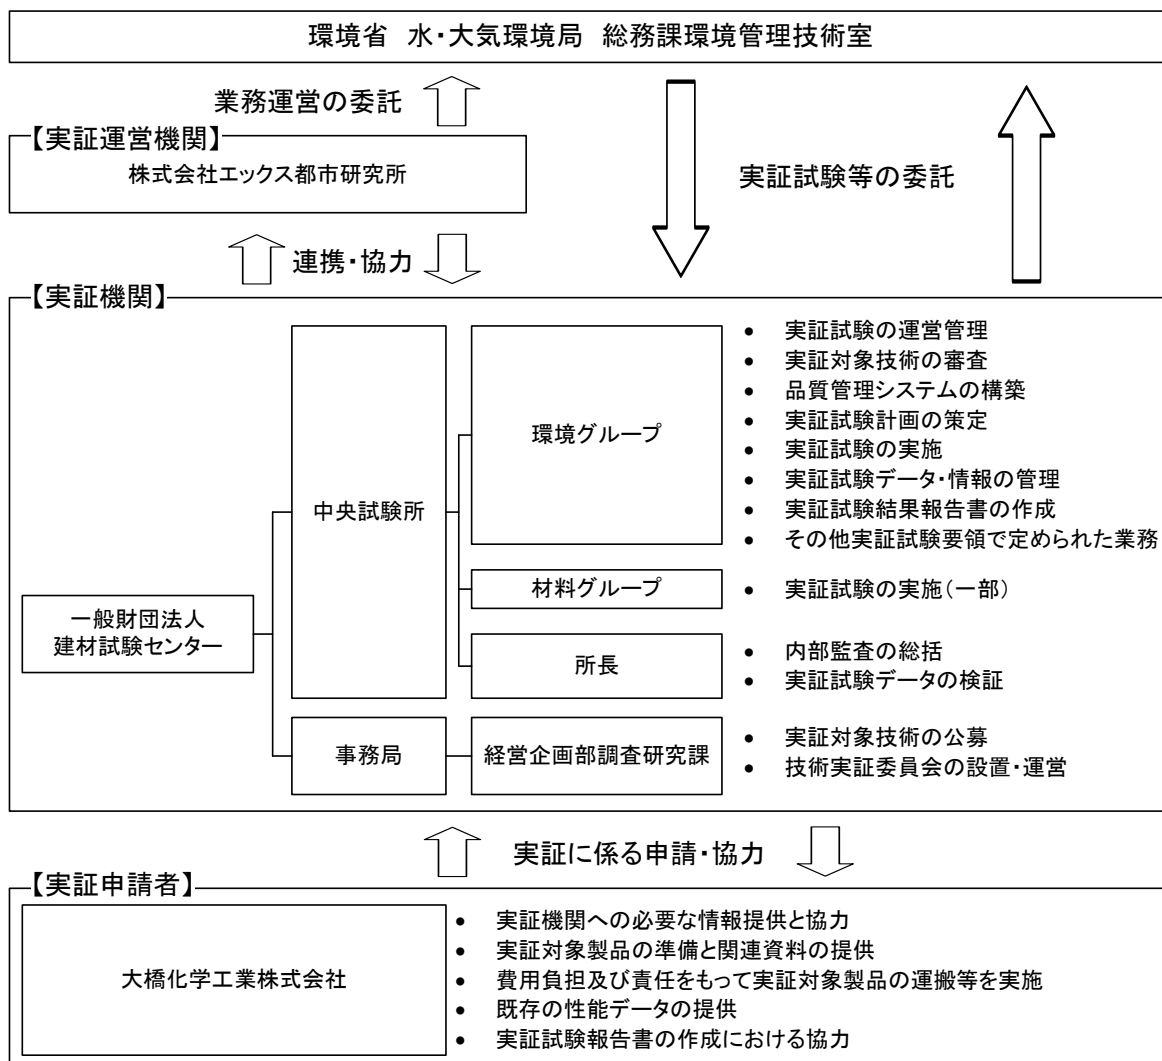 環境省　水・大気環境局　総務課環境管理技術室
業務運営の委託
【実証運営機関】
株式会社エックス都市研究所
実証試験等の委託
連携・協力
【実証機関】
一般財団法人
建材試験センター
中央試験所
環境グループ
• 実証試験の運営管理
• 実証対象技術の審査
• 品質管理システムの構築
• 実証試験計画の策定
• 実証試験の実施
• 実証試験データ・情報の管理
• 実証試験結果報告書の作成
• その他実証試験要領で定められた業務
材料グループ
• 実証試験の実施（一部）
所長
• 内部監査の総括
• 実証試験データの検証
事務局
経営企画部調査研究課
• 実証対象技術の公募
• 技術実証委員会の設置・運営
実証に係る申請・協力
【実証申請者】
大橋化学工業株式会社
• 実証機関への必要な情報提供と協力
• 実証対象製品の準備と関連資料の提供
• 費用負担及び責任をもって実証対象製品の運搬等を実施
• 既存の性能データの提供
• 実証試験報告書の作成における協力